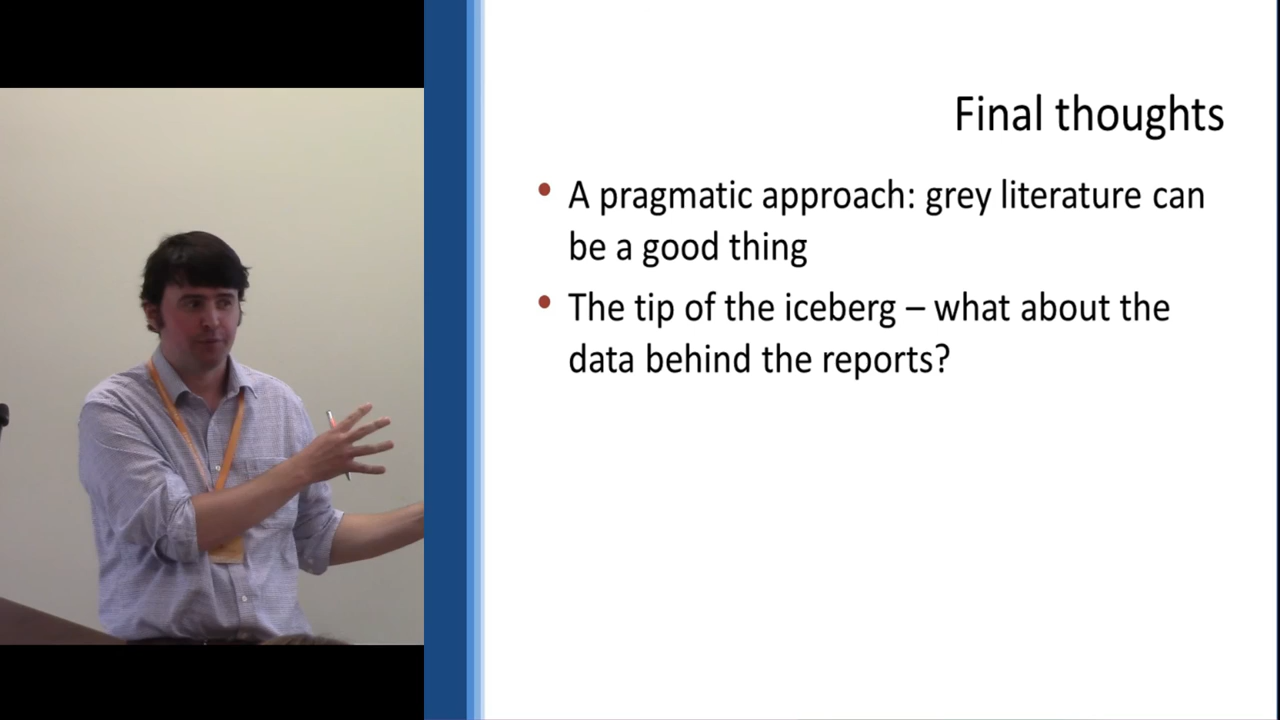 Final thoughts
• A pragmatic approach: grey literature can
be a good thing
• The tip of the iceberg – what about the
data behind the reports?